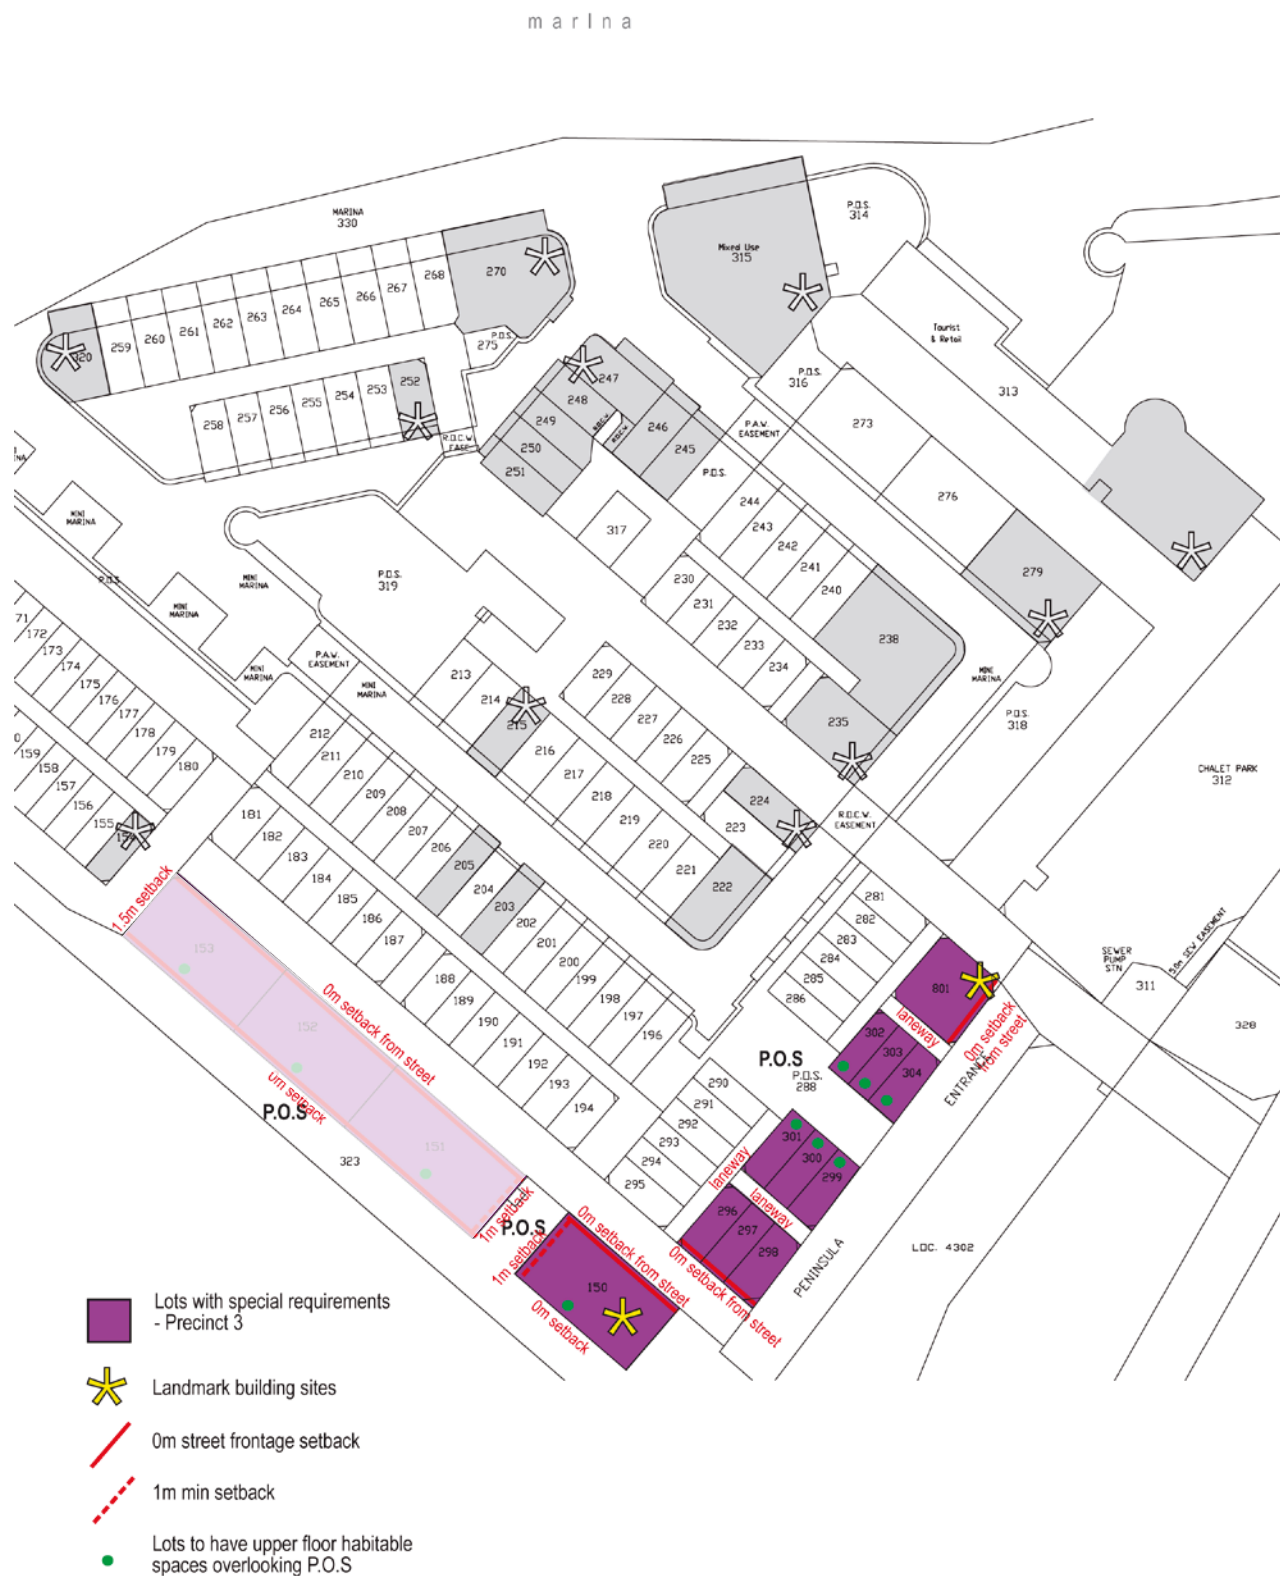 marIna
MARINA
330
P.O.S.
314
Mixed Use
315
268
267
266
265
264
263
262
261
260
259
270
320
P.O.S.
275
Tourist
& Retail
313
252
253
254
255
256
257
258
247
248
249
250
251
R.O.C.W.
R.O.C.W.
246
245
P.O.S.
316
P.A.W.
EASEMENT
273
276
279
R.O.C.W.
EASE
MINI
MARINA
P.O.S.
MINI
MARINA
MINI
MARINA
P.O.S.
319
317
P.O.S.
244
243
242
241
240
238
230
231
232
233
234
235
MINI
MARINA
P.O.S.
318
CHALET PARK
312
P.A.W.
EASEMENT
MINI
MARINA
MINI
MARINA
71
172
173
174
175
176
177
178
179
180
159
158
157
156
155
154
213
214
215
216
217
218
219
220
221
222
229
228
227
226
225
224
223
R.O.C.W.
EASEMENT
212
211
210
209
208
207
206
205
204
203
202
201
200
199
198
197
196
181
182
183
184
185
186
187
188
189
190
191
192
193
194
281
282
283
284
285
286
801
302
303
304
laneway
0m setback
from street
ENTRANCE
SEWER
PUMP
STN
5.0m SEW EASEMENT
311
328
1.5m setback
153
152
151
0m setback from street
0m setback
P.O.S
323
1m setback
P.O.S
P.O.S
P.O.S.
288
290
291
292
293
294
295
301
300
299
laneway
laneway
296
297
298
0m setback from street
PENINSULA
LOC. 4302
1m setback
0m setback from street
150
0m setback
Lots with special requirements
- Precinct 3
Landmark building sites
0m street frontage setback
1m min setback
Lots to have upper floor habitable
spaces overlooking P.O.S